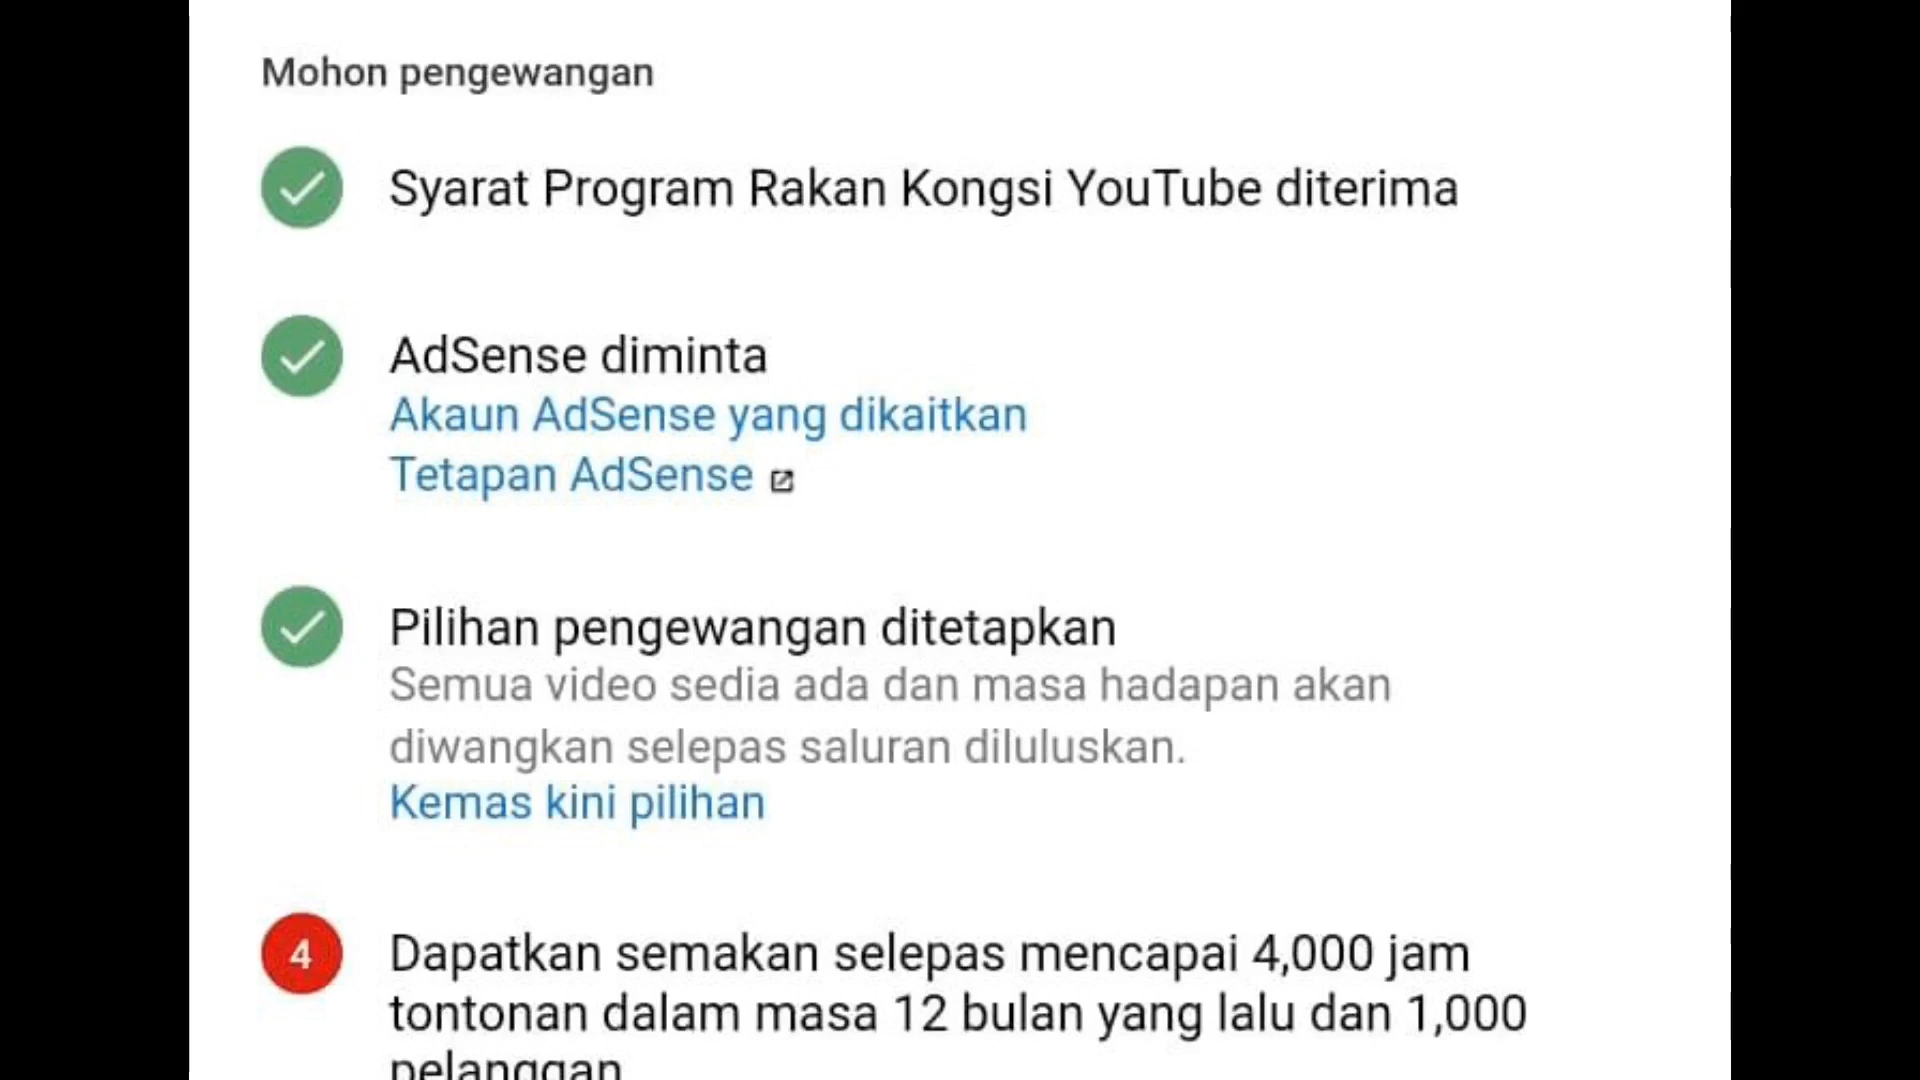 Mohon pengewangan
Syarat Program Rakan Kongsi YouTube diterima
AdSense diminta
Akaun AdSense yang dikaitkan
Tetapan AdSense
Pilihan pengewangan ditetapkan
Semua video sedia ada dan masa hadapan akan
diwangkan selepas saluran diluluskan.
Kemas kini pilihan
4
Dapatkan semakan selepas mencapai 4,000 jam
tontonan dalam masa 12 bulan yang lalu dan 1,000
pelanggan